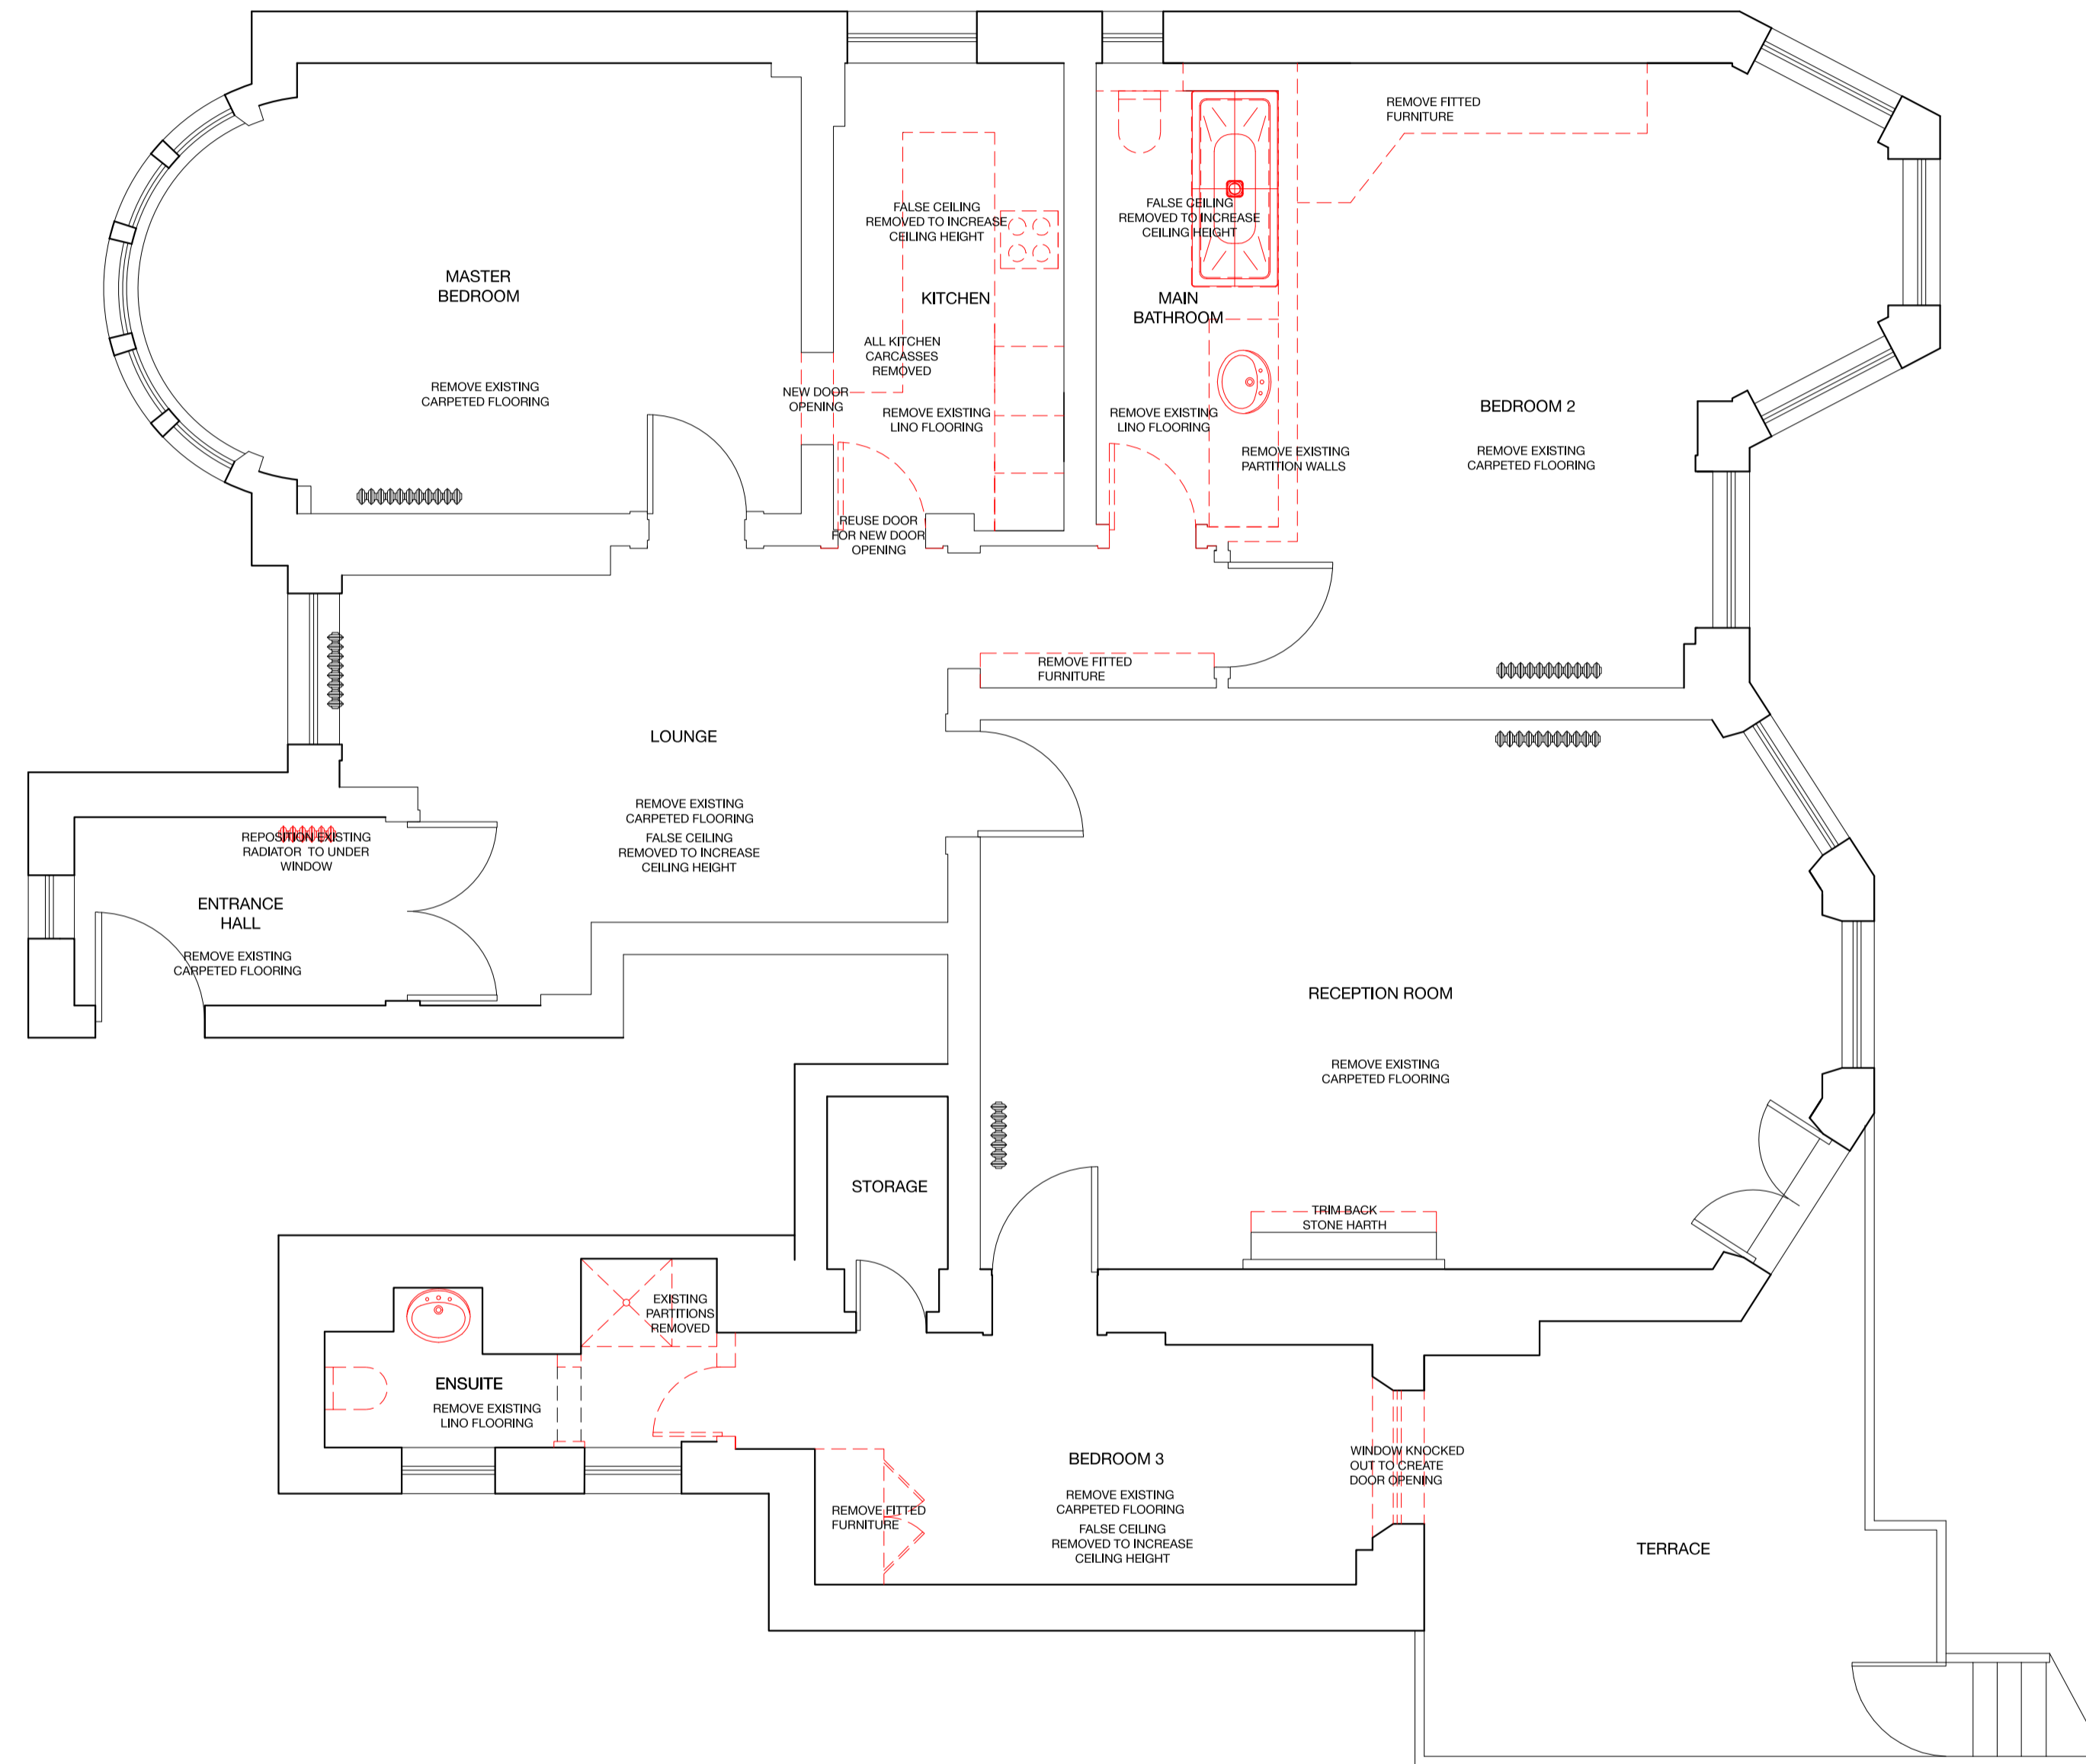 REMOVE FITTED
FURNITURE
FALSE CEILING
REMOVED TO INCREASE
CEILING HEIGHT
FALSE CEILING
REMOVED TO INCREASE
CEILING HEIGHT
MASTER
BEDROOM
KITCHEN
MAIN
BATHROOM
ALL KITCHEN
CARCASSES
REMOVED
REMOVE EXISTING
CARPETED FLOORING
NEW DOOR
OPENING
REMOVE EXISTING
LINO FLOORING
REMOVE EXISTING
LINO FLOORING
BEDROOM 2
REMOVE EXISTING
PARTITION WALLS
REMOVE EXISTING
CARPETED FLOORING
REUSE DOOR
FOR NEW DOOR
OPENING
REMOVE FITTED
FURNITURE
LOUNGE
REMOVE EXISTING
CARPETED FLOORING
FALSE CEILING
REMOVED TO INCREASE
CEILING HEIGHT
REPOSITION EXISTING
RADIATOR TO UNDER
WINDOW
ENTRANCE
HALL
REMOVE EXISTING
CARPETED FLOORING
RECEPTION ROOM
REMOVE EXISTING
CARPETED FLOORING
STORAGE
TRIM BACK
STONE HARTH
EXISTING
PARTITIONS
REMOVED
ENSUITE
REMOVE EXISTING
LINO FLOORING
BEDROOM 3
WINDOW KNOCKED
OUT TO CREATE
DOOR OPENING
REMOVE EXISTING
CARPETED FLOORING
REMOVE FITTED
FURNITURE
FALSE CEILING
REMOVED TO INCREASE
CEILING HEIGHT
TERRACE